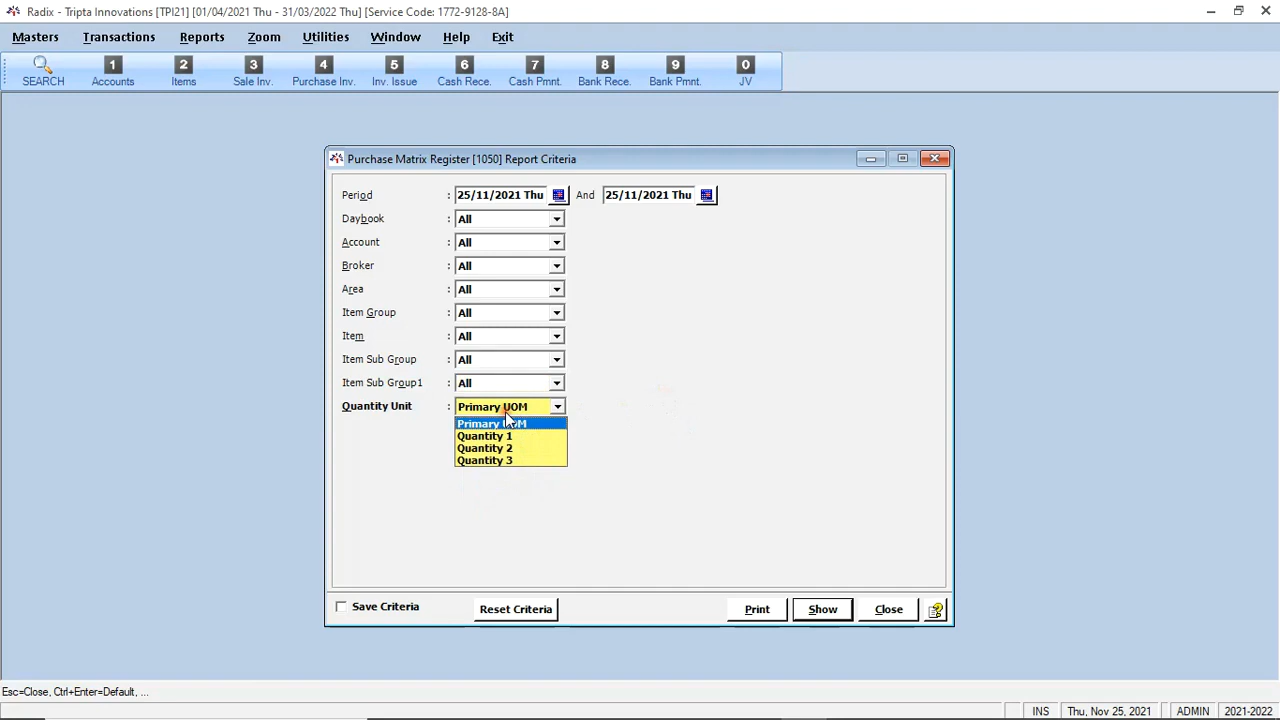 Radix - Tripta Innovations [TPI21] [01/04/2021 Thu - 31/03/2022 Thu] [Service Code: 1772-9128-8A]
Masters Transactions Reports Zoom Utilities Window Help Exit
1 2 3 4 5 6 7 8 9 0
SEARCH Accounts Items Sale Inv. Purchase Inv. Inv. Issue Cash Rece. Cash Pmnt. Bank Rece. Bank Pmnt. JV
Purchase Matrix Register [1050] Report Criteria
Period : 25/11/2021 Thu And 25/11/2021 Thu
Daybook : All
Account : All
Broker : All
Area : All
Item Group : All
Item : All
Item Sub Group : All
Item Sub Group1 : All
Quantity Unit : Primary UOM
Primary UOM
Quantity 1
Quantity 2
Quantity 3
Save Criteria Reset Criteria Print Show Close
Esc=Close, Ctrl+Enter=Default, ...
INS Thu, Nov 25, 2021 ADMIN 2021-2022